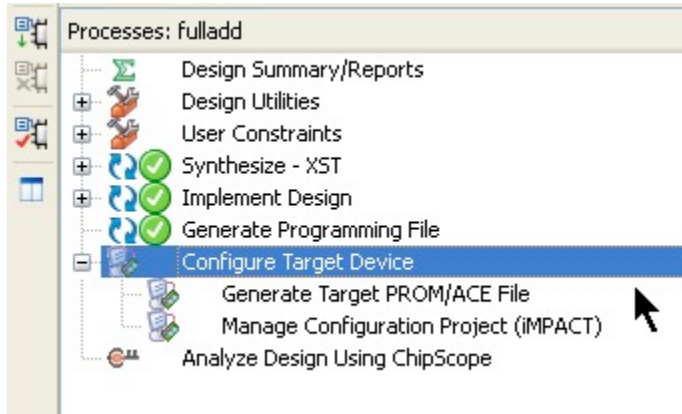 Processes: fulladd
Design Summary/Reports
Design Utilities
User Constraints
Synthesize - XST
Implement Design
Generate Programming File
Configure Target Device
Generate Target PROM/ACE File
Manage Configuration Project (iMPACT)
Analyze Design Using ChipScope